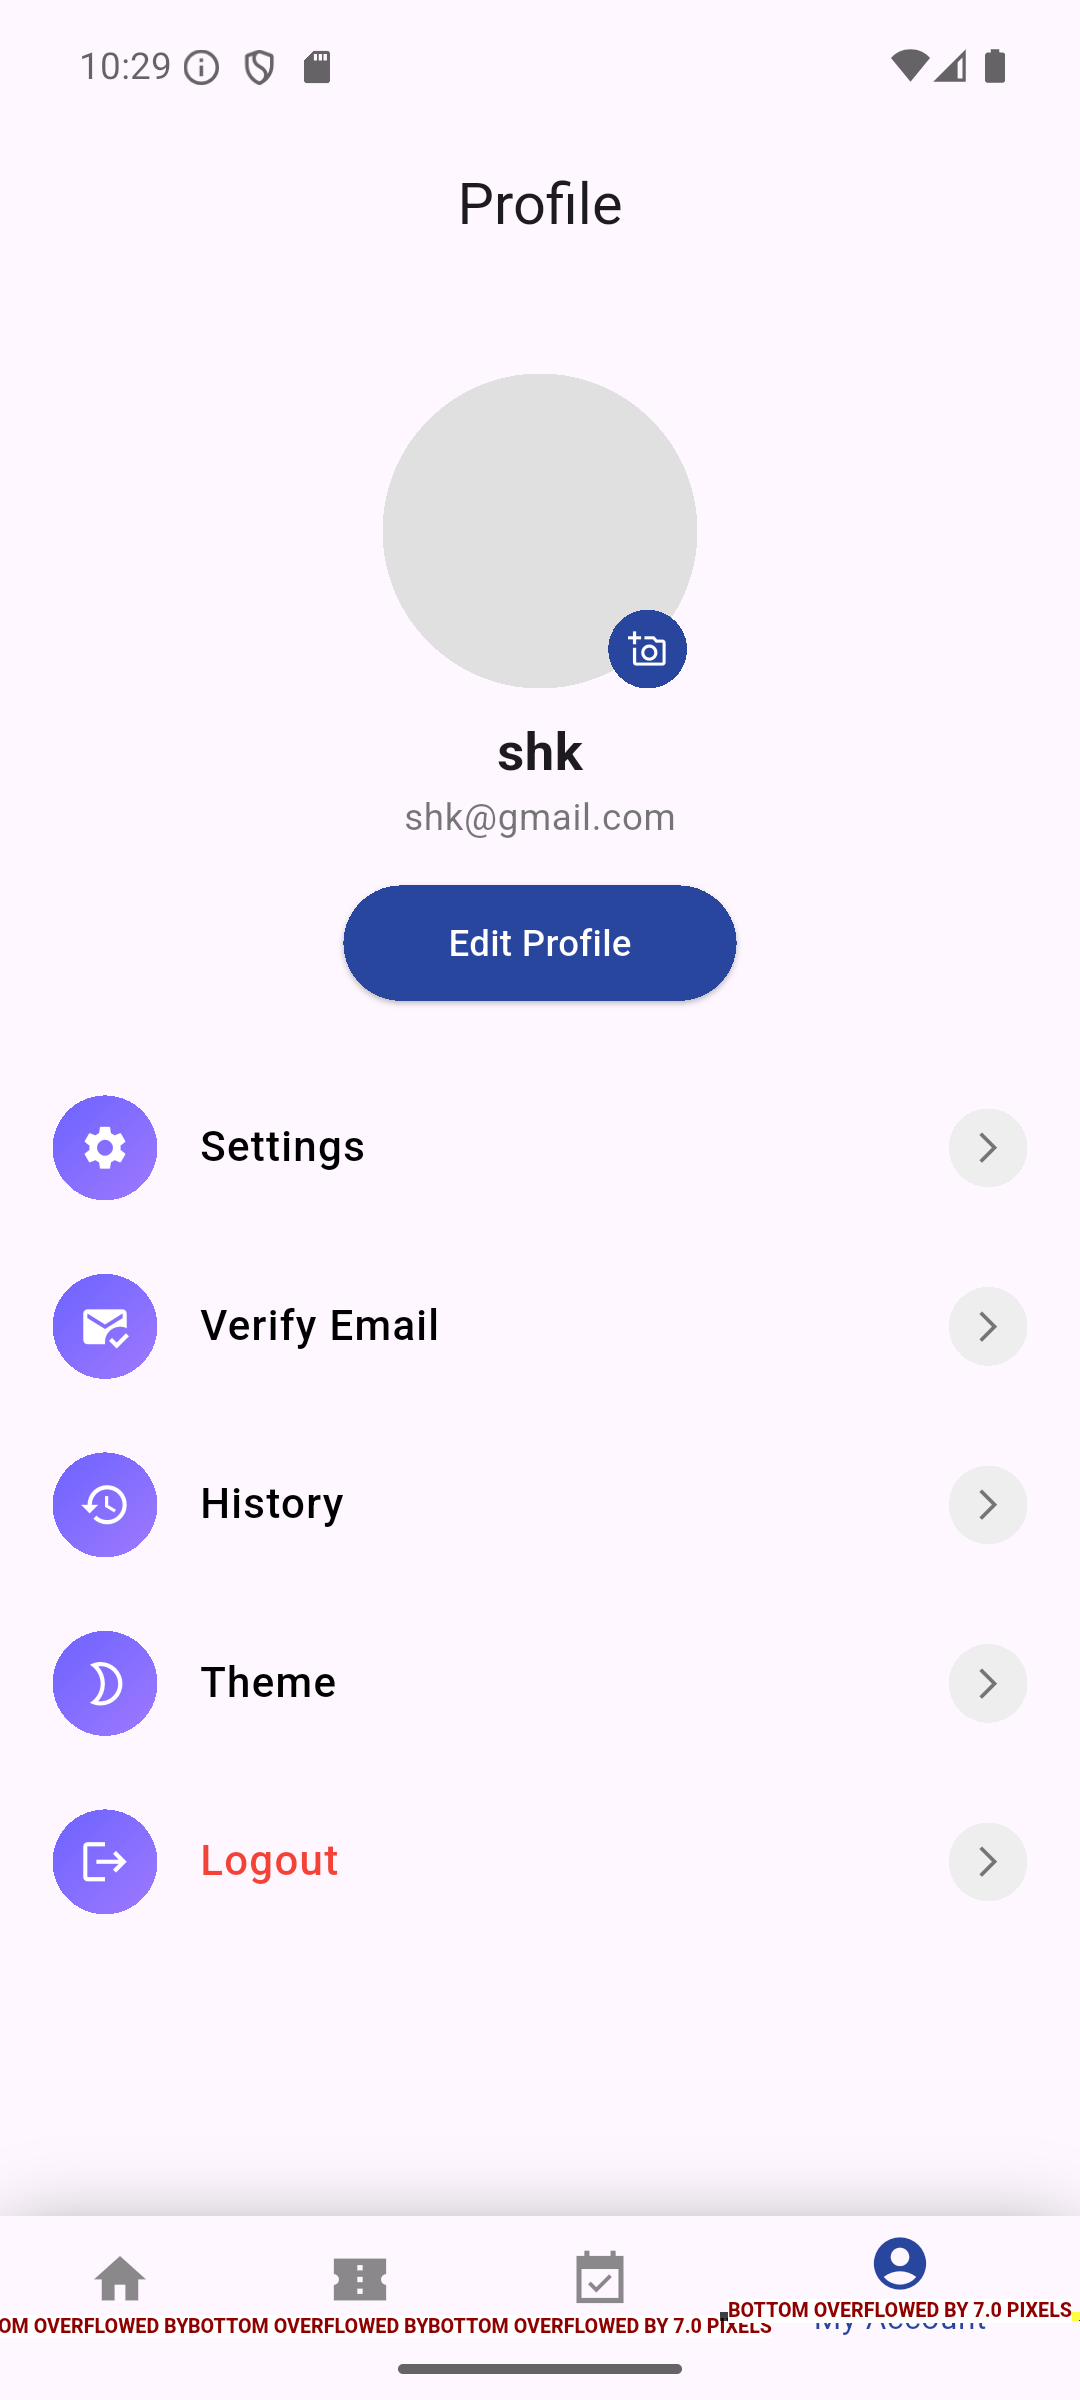 10:29
Profile
shk
shk@gmail.com
Edit Profile
Settings
Verify Email
History
Theme
Logout
BOTTOM OVERFLOWED BY 7.0 PIXELS
OM OVERFLOWED BYBOTTOM OVERFLOWED BYBOTTOM OVERFLOWED BY 7.0 PIXELS
My Account